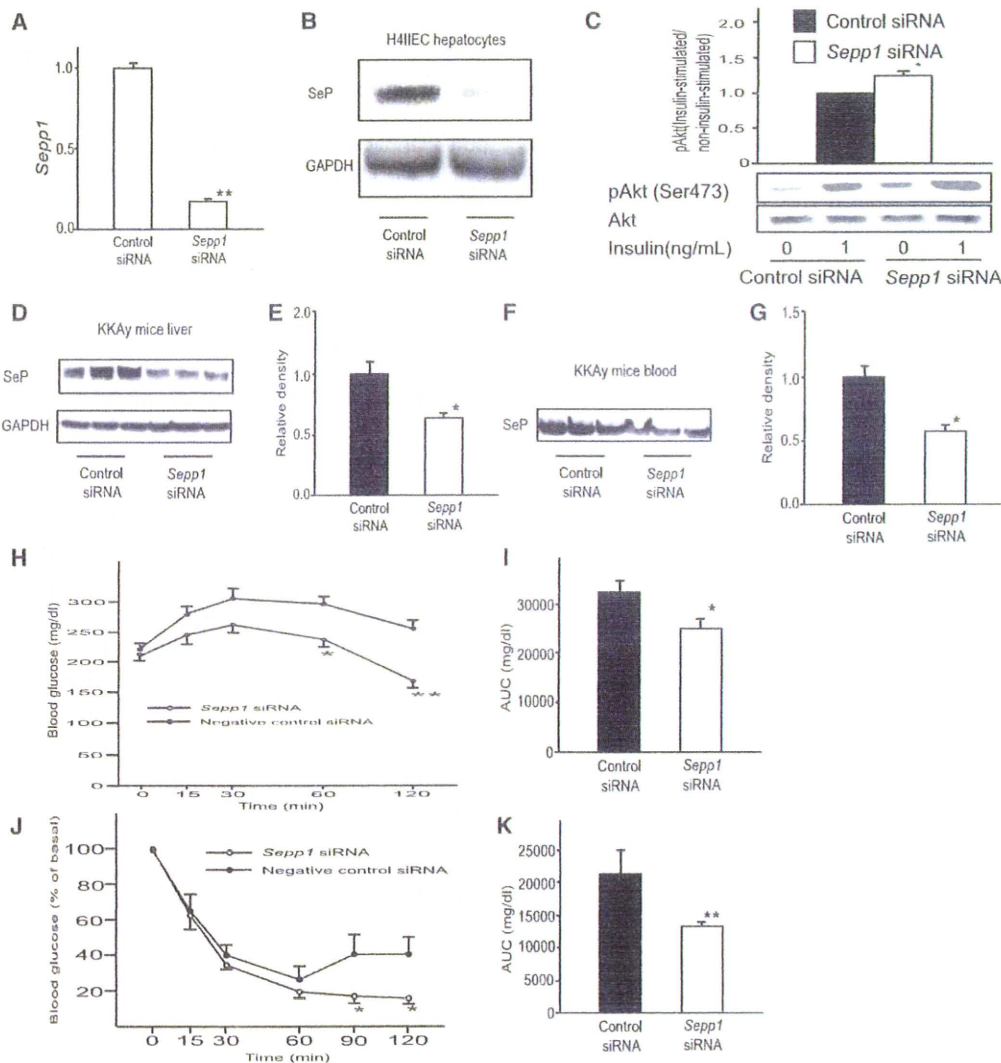 A
Sepp1
1.0
0.5
0.0
**
Control
siRNA
Sepp1
siRNA
B
H4IIEC hepatocytes
SeP
GAPDH
Control
siRNA
Sepp1
siRNA
C
pAkt(Insulin-stimulated/
non-insulin-stimulated)
2.0
1.5
1.0
0.5
0
Control siRNA
Sepp1 siRNA
*
pAkt (Ser473)
Akt
Insulin(ng/mL) 0 1 0 1
Control siRNA Sepp1 siRNA
D
KKAy mice liver
SeP
GAPDH
Control
siRNA
Sepp1
siRNA
E
Relative density
2.0
1.5
1.0
0.5
0.0
*
Control
siRNA
Sepp1
siRNA
F
KKAy mice blood
SeP
Control
siRNA
Sepp1
siRNA
G
Relative density
1.5
1.0
0.5
0.0
*
Control
siRNA
Sepp1
siRNA
H
Blood glucose (mg/dl)
300
250
200
150
100
50
0
*
**
Sepp1 siRNA
Negative control siRNA
0 15 30 60 120
Time (min)
I
AUC (mg/dl)
30000
20000
10000
0
*
Control
siRNA
Sepp1
siRNA
J
Blood glucose (% of basal)
100
80
60
40
20
Sepp1 siRNA
Negative control siRNA
*
*
0 15 30 60 90 120
Time (min)
K
AUC (mg/dl)
25000
20000
15000
10000
5000
0
**
Control
siRNA
Sepp1
siRNA